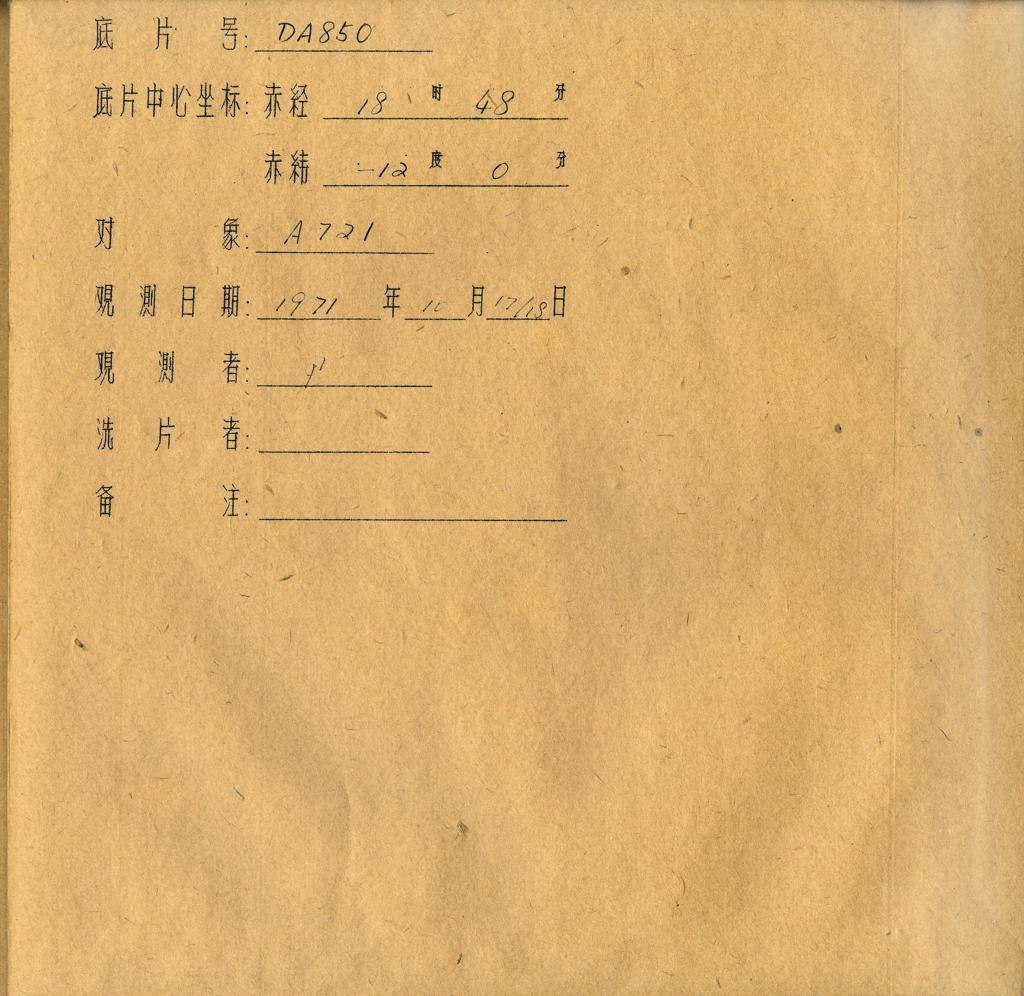 底片号: DA850
底片中心坐标: 赤经 18 时 48 分
赤纬 -12 度 0 分
对象: A721
观测日期: 1971 年 10 月 17/18 日
观测者:
洗片者:
备注: